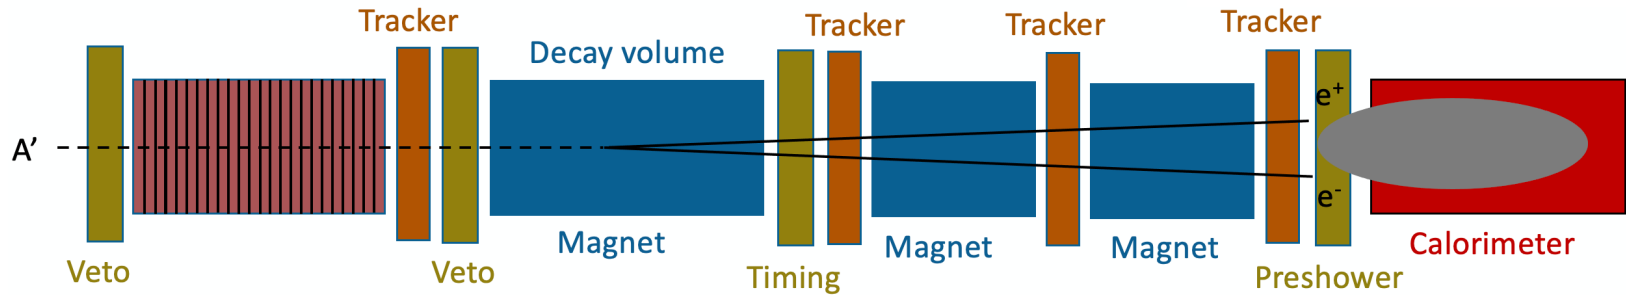 Tracker
Tracker
Tracker
Tracker
Decay volume
e⁺
A’
e⁻
Magnet
Magnet
Magnet
Calorimeter
Veto
Veto
Timing
Preshower